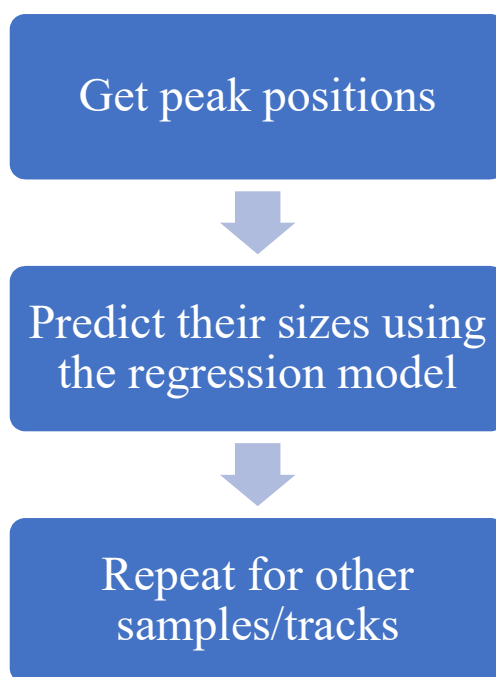 Get peak positions
Predict their sizes using
the regression model
Repeat for other
samples/tracks